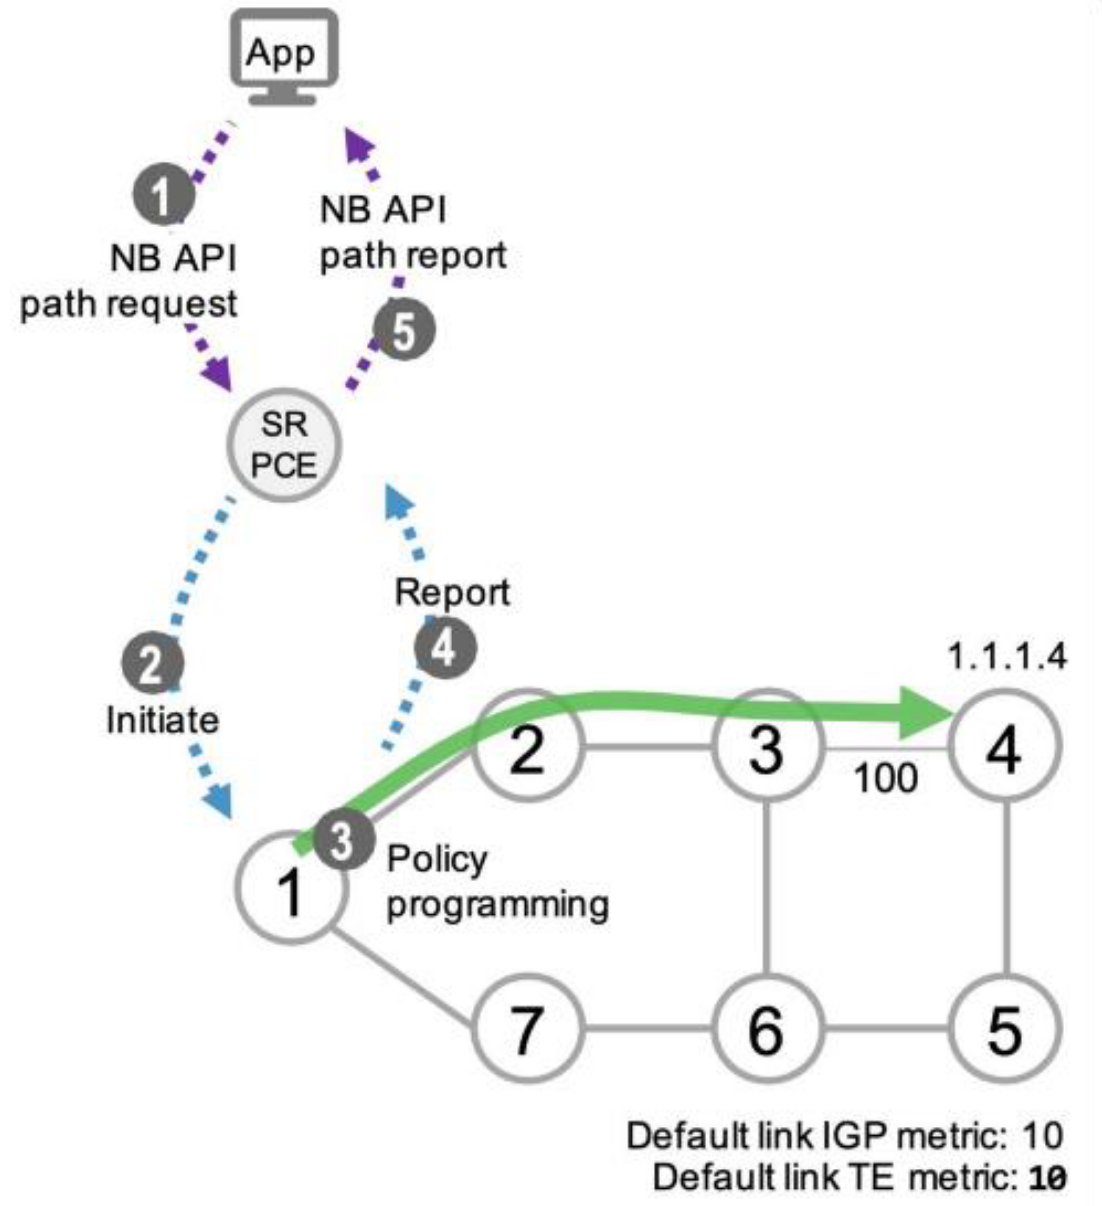 App
1
NB API
path request
NB API
path report
5
SR
PCE
2
Initiate
Report
4
1.1.1.4
2
3
4
100
3
Policy
programming
1
7
6
5
Default link IGP metric: 10
Default link TE metric: 10